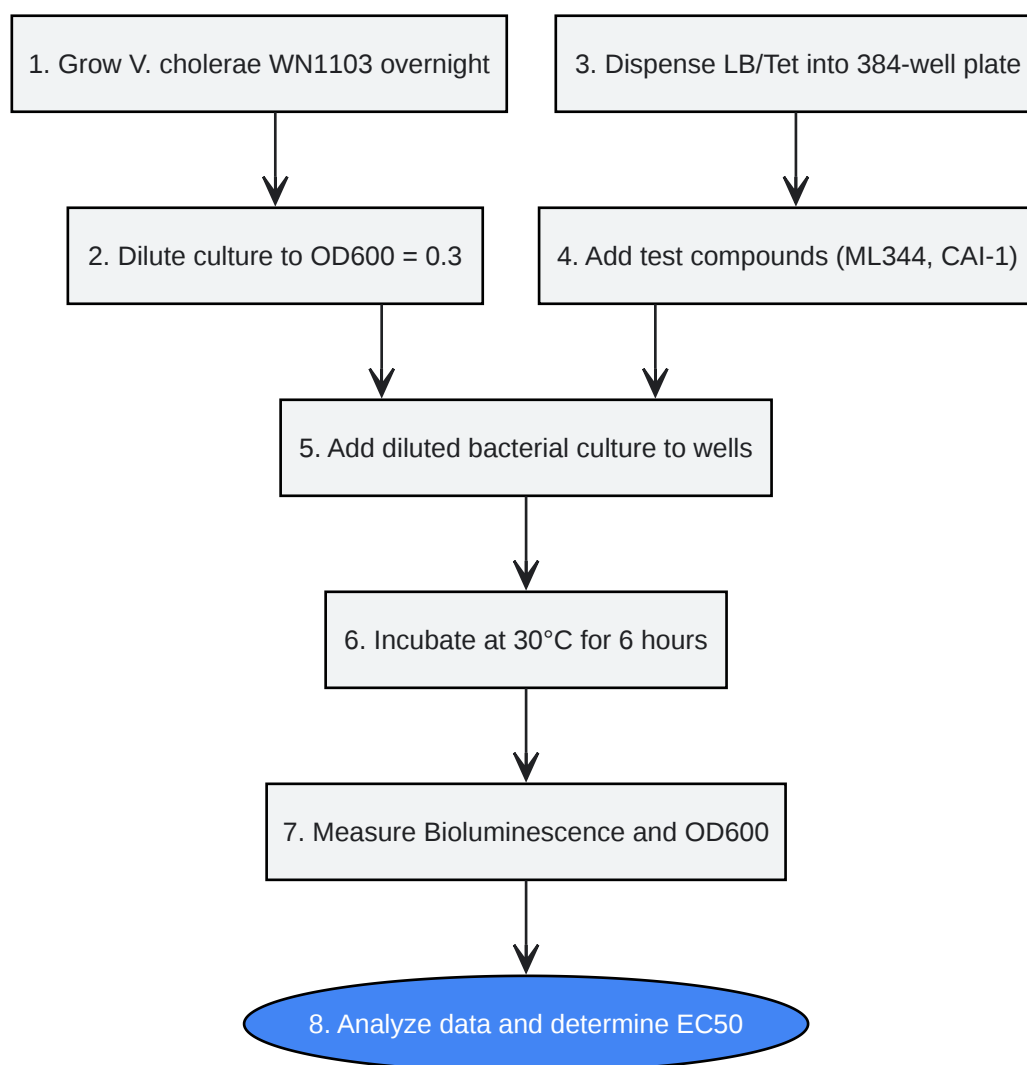 1. Grow V. cholerae WN1103 overnight
3. Dispense LB/Tet into 384-well plate
2. Dilute culture to OD600 = 0.3
4. Add test compounds (ML344, CAI-1)
5. Add diluted bacterial culture to wells
6. Incubate at 30°C for 6 hours
7. Measure Bioluminescence and OD600
8. Analyze data and determine EC50